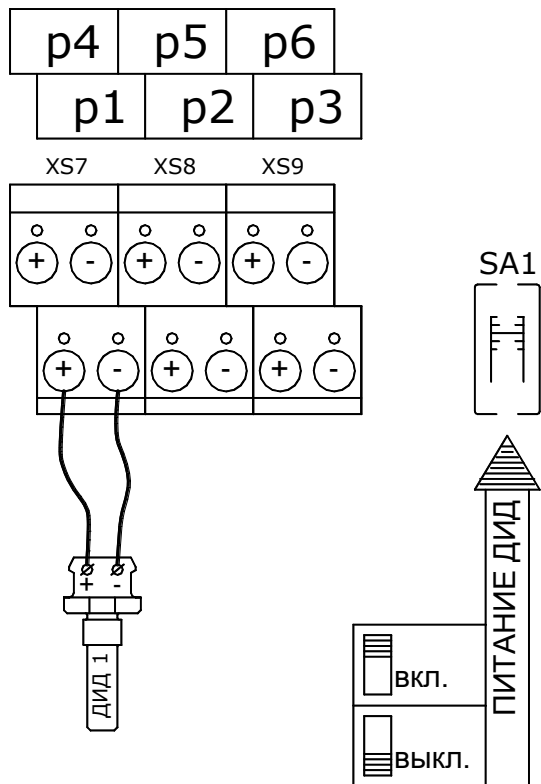 p4 p5 p6
p1 p2 p3
XS7 XS8 XS9
+ - + - + -
SA1
+ - + - + -
+ -
ДИД 1
ПИТАНИЕ ДИД
ВКЛ.
ВЫКЛ.